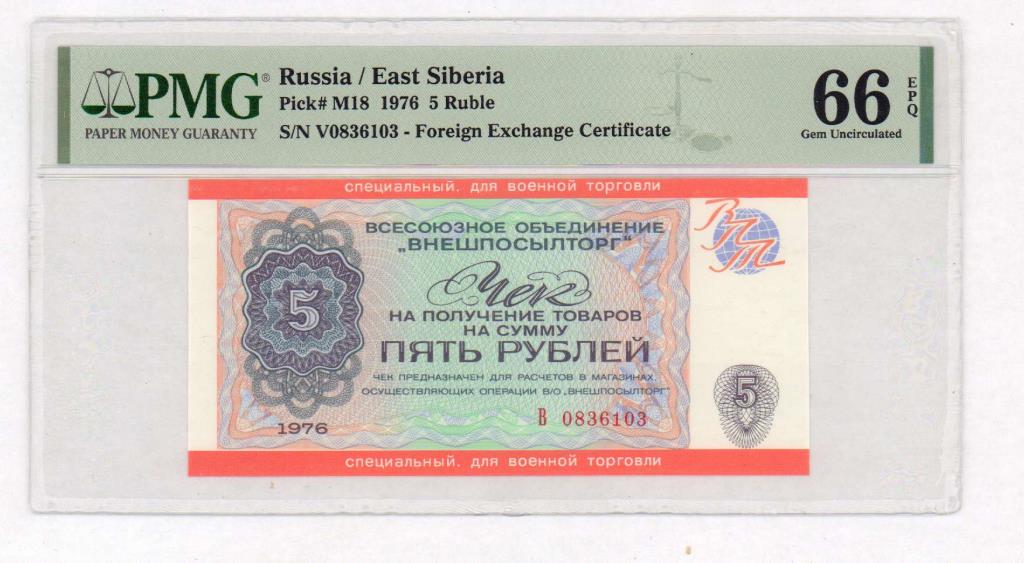 PMG®
PAPER MONEY GUARANTY
Russia / East Siberia
Pick# M18 1976 5 Ruble
S/N V0836103 - Foreign Exchange Certificate
66 EPQ
Gem Uncirculated
специальный, для военной торговли
ВСЕСОЮЗНОЕ ОБЪЕДИНЕНИЕ
„ВНЕШПОСЫЛТОРГ"
ВПТ
Чек
НА ПОЛУЧЕНИЕ ТОВАРОВ
НА СУММУ
5
ПЯТЬ РУБЛЕЙ
ЧЕК ПРЕДНАЗНАЧЕН ДЛЯ РАСЧЕТОВ В МАГАЗИНАХ,
ОСУЩЕСТВЛЯЮЩИХ ОПЕРАЦИИ В/О „ВНЕШПОСЫЛТОРГ"
5
1976
В 0836103
специальный, для военной торговли